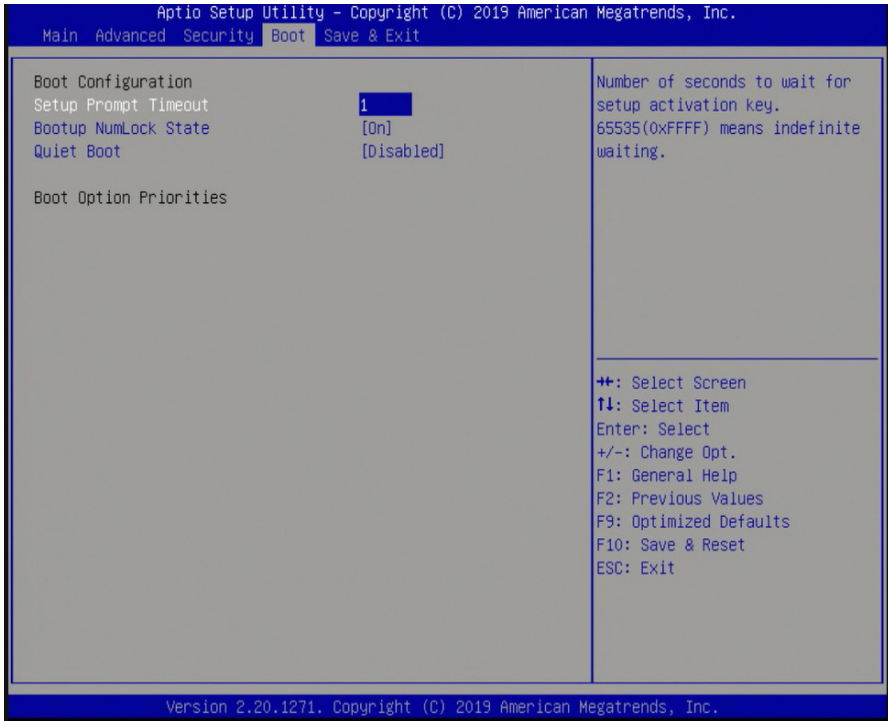 Aptio Setup Utility – Copyright (C) 2019 American Megatrends, Inc.
Main Advanced Security Boot Save & Exit
Boot Configuration
Setup Prompt Timeout 1
Bootup NumLock State [On]
Quiet Boot [Disabled]
Boot Option Priorities
Number of seconds to wait for
setup activation key.
65535(0xFFFF) means indefinite
waiting.
→←: Select Screen
↑↓: Select Item
Enter: Select
+/-: Change Opt.
F1: General Help
F2: Previous Values
F9: Optimized Defaults
F10: Save & Reset
ESC: Exit
Version 2.20.1271. Copyright (C) 2019 American Megatrends, Inc.